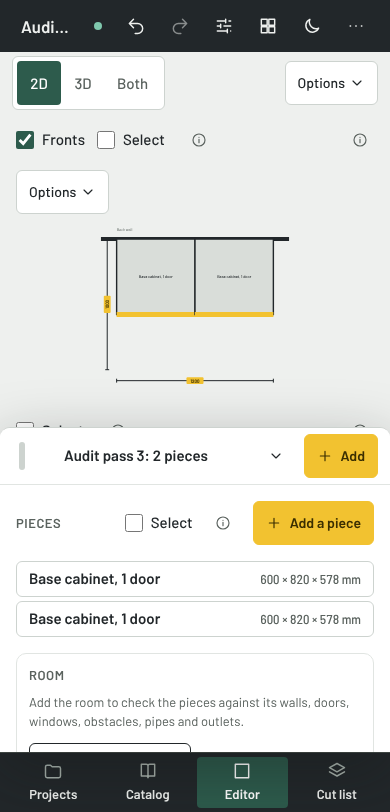 Audi...
2D 3D Both Options
Fronts Select
Options
Back wall
Base cabinet, 1 door Base cabinet, 1 door
Audit pass 3: 2 pieces Add
PIECES Select Add a piece
Base cabinet, 1 door 600 × 820 × 578 mm
Base cabinet, 1 door 600 × 820 × 578 mm
ROOM
Add the room to check the pieces against its walls, doors,
windows, obstacles, pipes and outlets.
Projects Catalog Editor Cut list